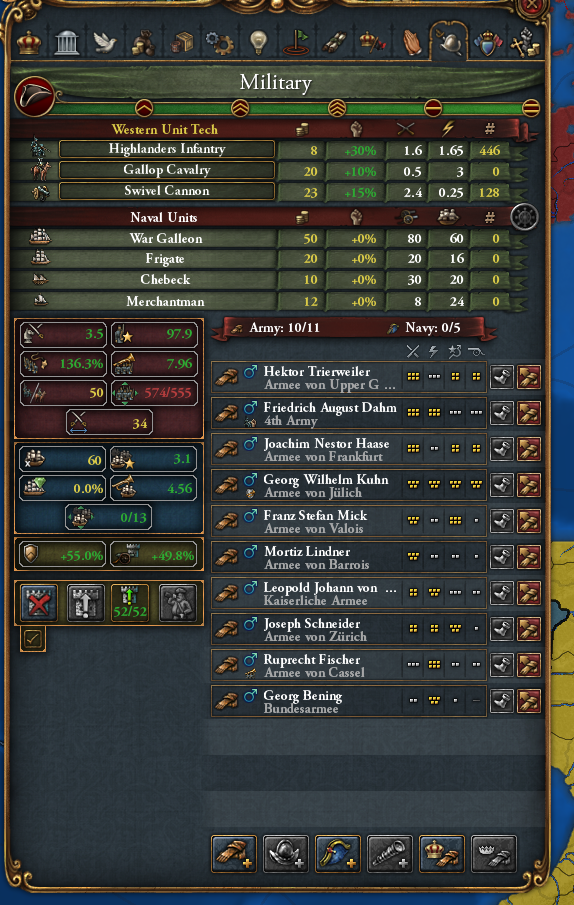 Military
Western Unit Tech #
Highlanders Infantry 8 +30% 1.6 1.65 446
Gallop Cavalry 20 +10% 0.5 3 0
Swivel Cannon 23 +15% 2.4 0.25 128
Naval Units #
War Galleon 50 +0% 80 60 0
Frigate 20 +0% 20 16 0
Chebeck 10 +0% 30 20 0
Merchantman 12 +0% 8 24 0
Army: 10/11 Navy: 0/5
3.5 97.9
136.3% 7.96
50 574/555
34
60 3.1
0.0% 4.56
0/13
+55.0% +49.8%
52/52
Hektor Trierweiler
Armee von Upper G ...
Friedrich August Dahm
4th Army
Joachim Nestor Haase
Armee von Frankfurt
Georg Wilhelm Kuhn
Armee von Jülich
Franz Stefan Mick
Armee von Valois
Mortiz Lindner
Armee von Barrois
Leopold Johann von ...
Kaiserliche Armee
Joseph Schneider
Armee von Zürich
Ruprecht Fischer
Armee von Cassel
Georg Bening
Bundesarmee